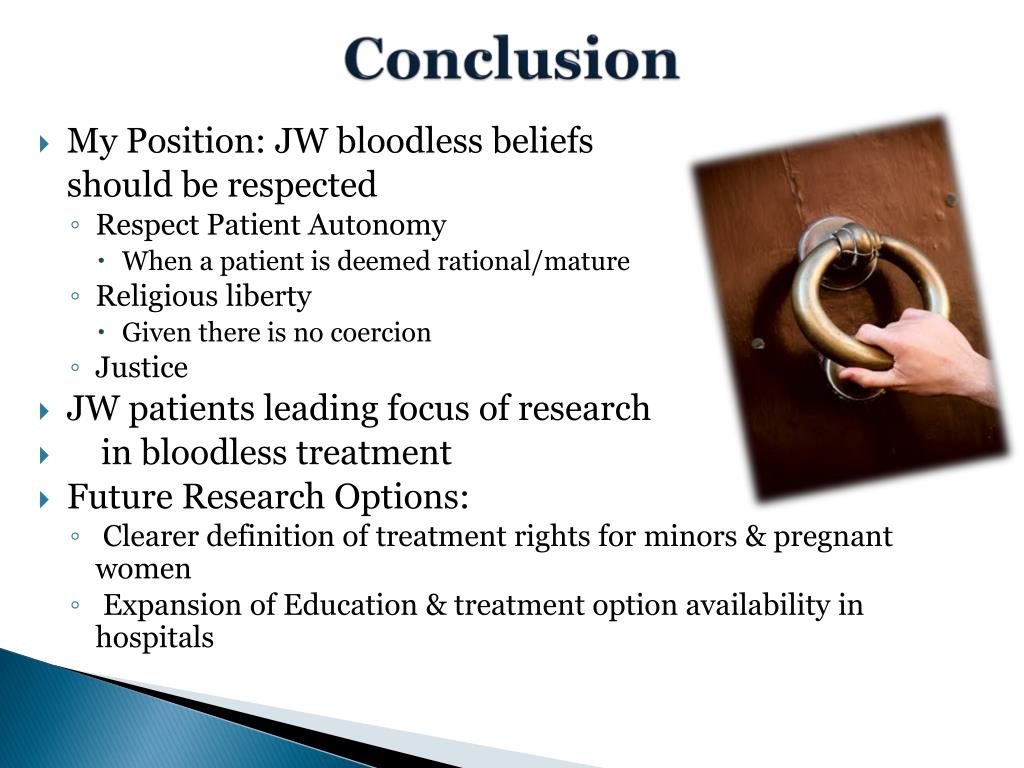 Conclusion
My Position: JW bloodless beliefs
should be respected
Respect Patient Autonomy
When a patient is deemed rational/mature
Religious liberty
Given there is no coercion
Justice
JW patients leading focus of research
in bloodless treatment
Future Research Options:
Clearer definition of treatment rights for minors & pregnant
women
Expansion of Education & treatment option availability in
hospitals